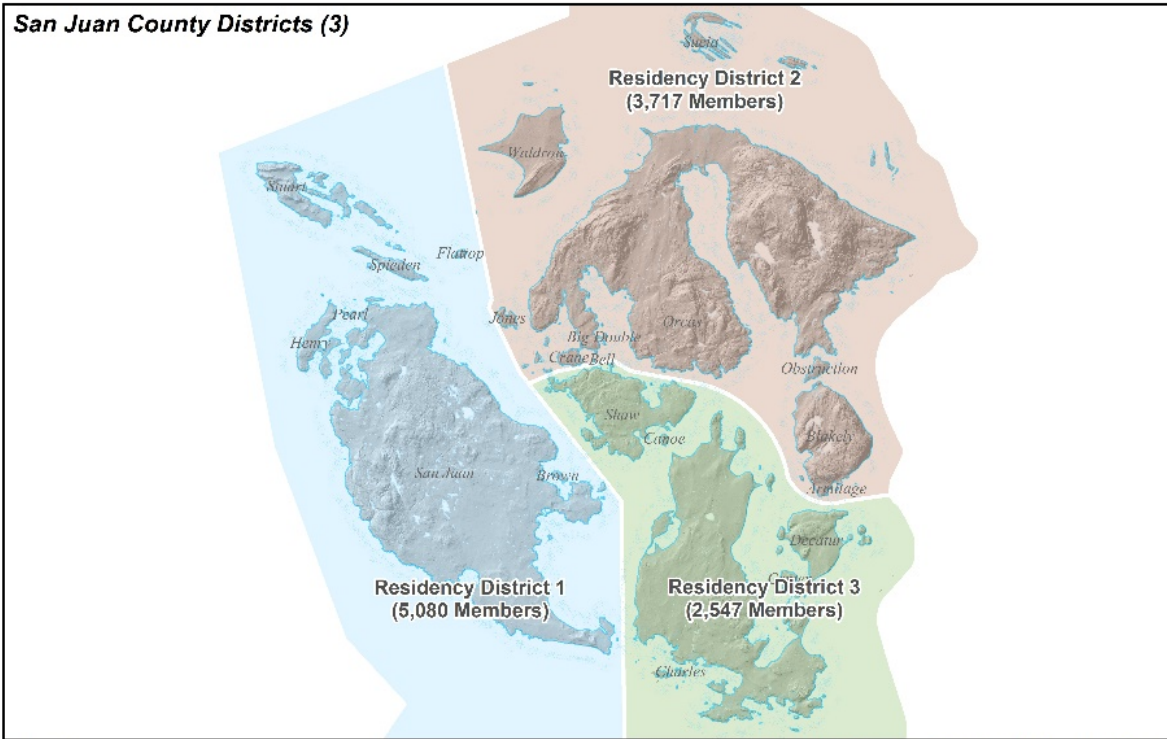 San Juan County Districts (3)
Sucia
Residency District 2
(3,717 Members)
Waldron
Stuart
Flattop
Spieden
Pearl
Jones
Henry
Orcas
Big Double
Crane
Bell
Obstruction
Shaw
Canoe
Blakely
San Juan
Brown
Armitage
Decatur
Residency District 1
(5,080 Members)
Residency District 3
(2,547 Members)
Charles